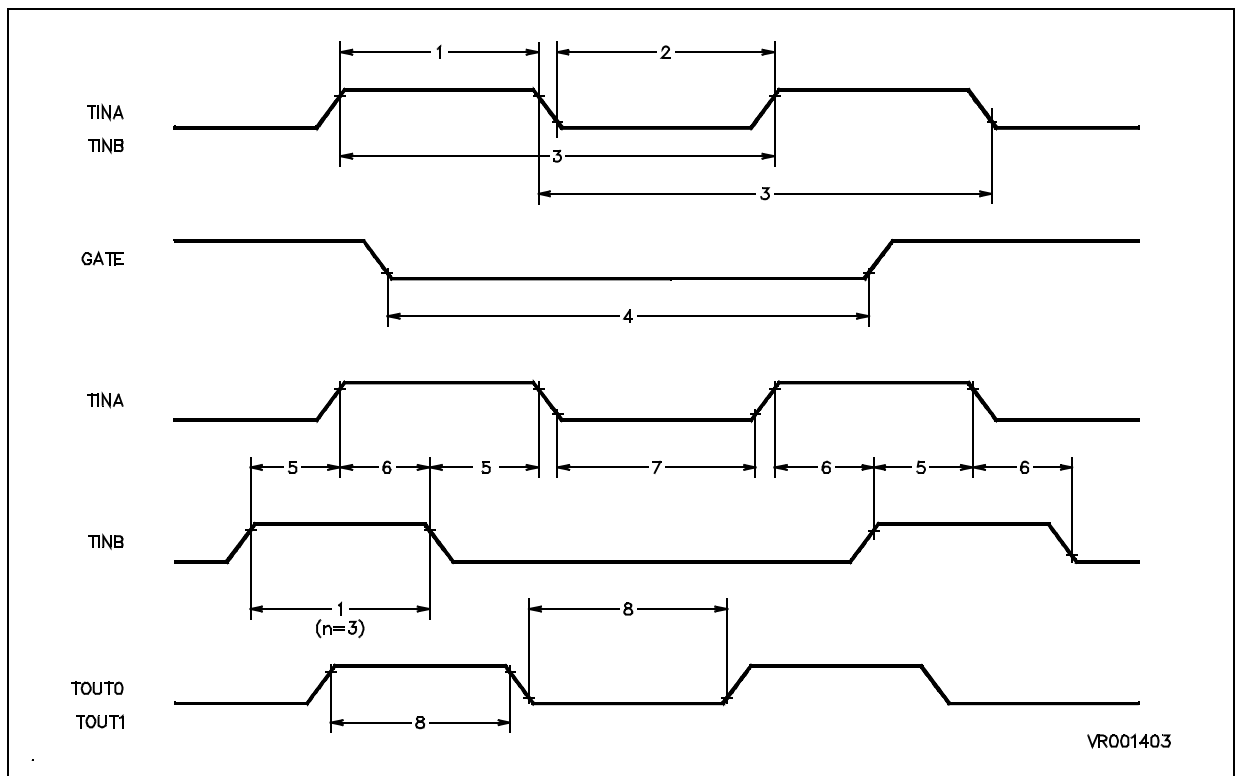 1 2
TINA
TINB
3
3
GATE
4
TINA
5 6 5 7 6 5 6
TINB
1 8
(n=3)
TOUT0
TOUT1
8
VR001403